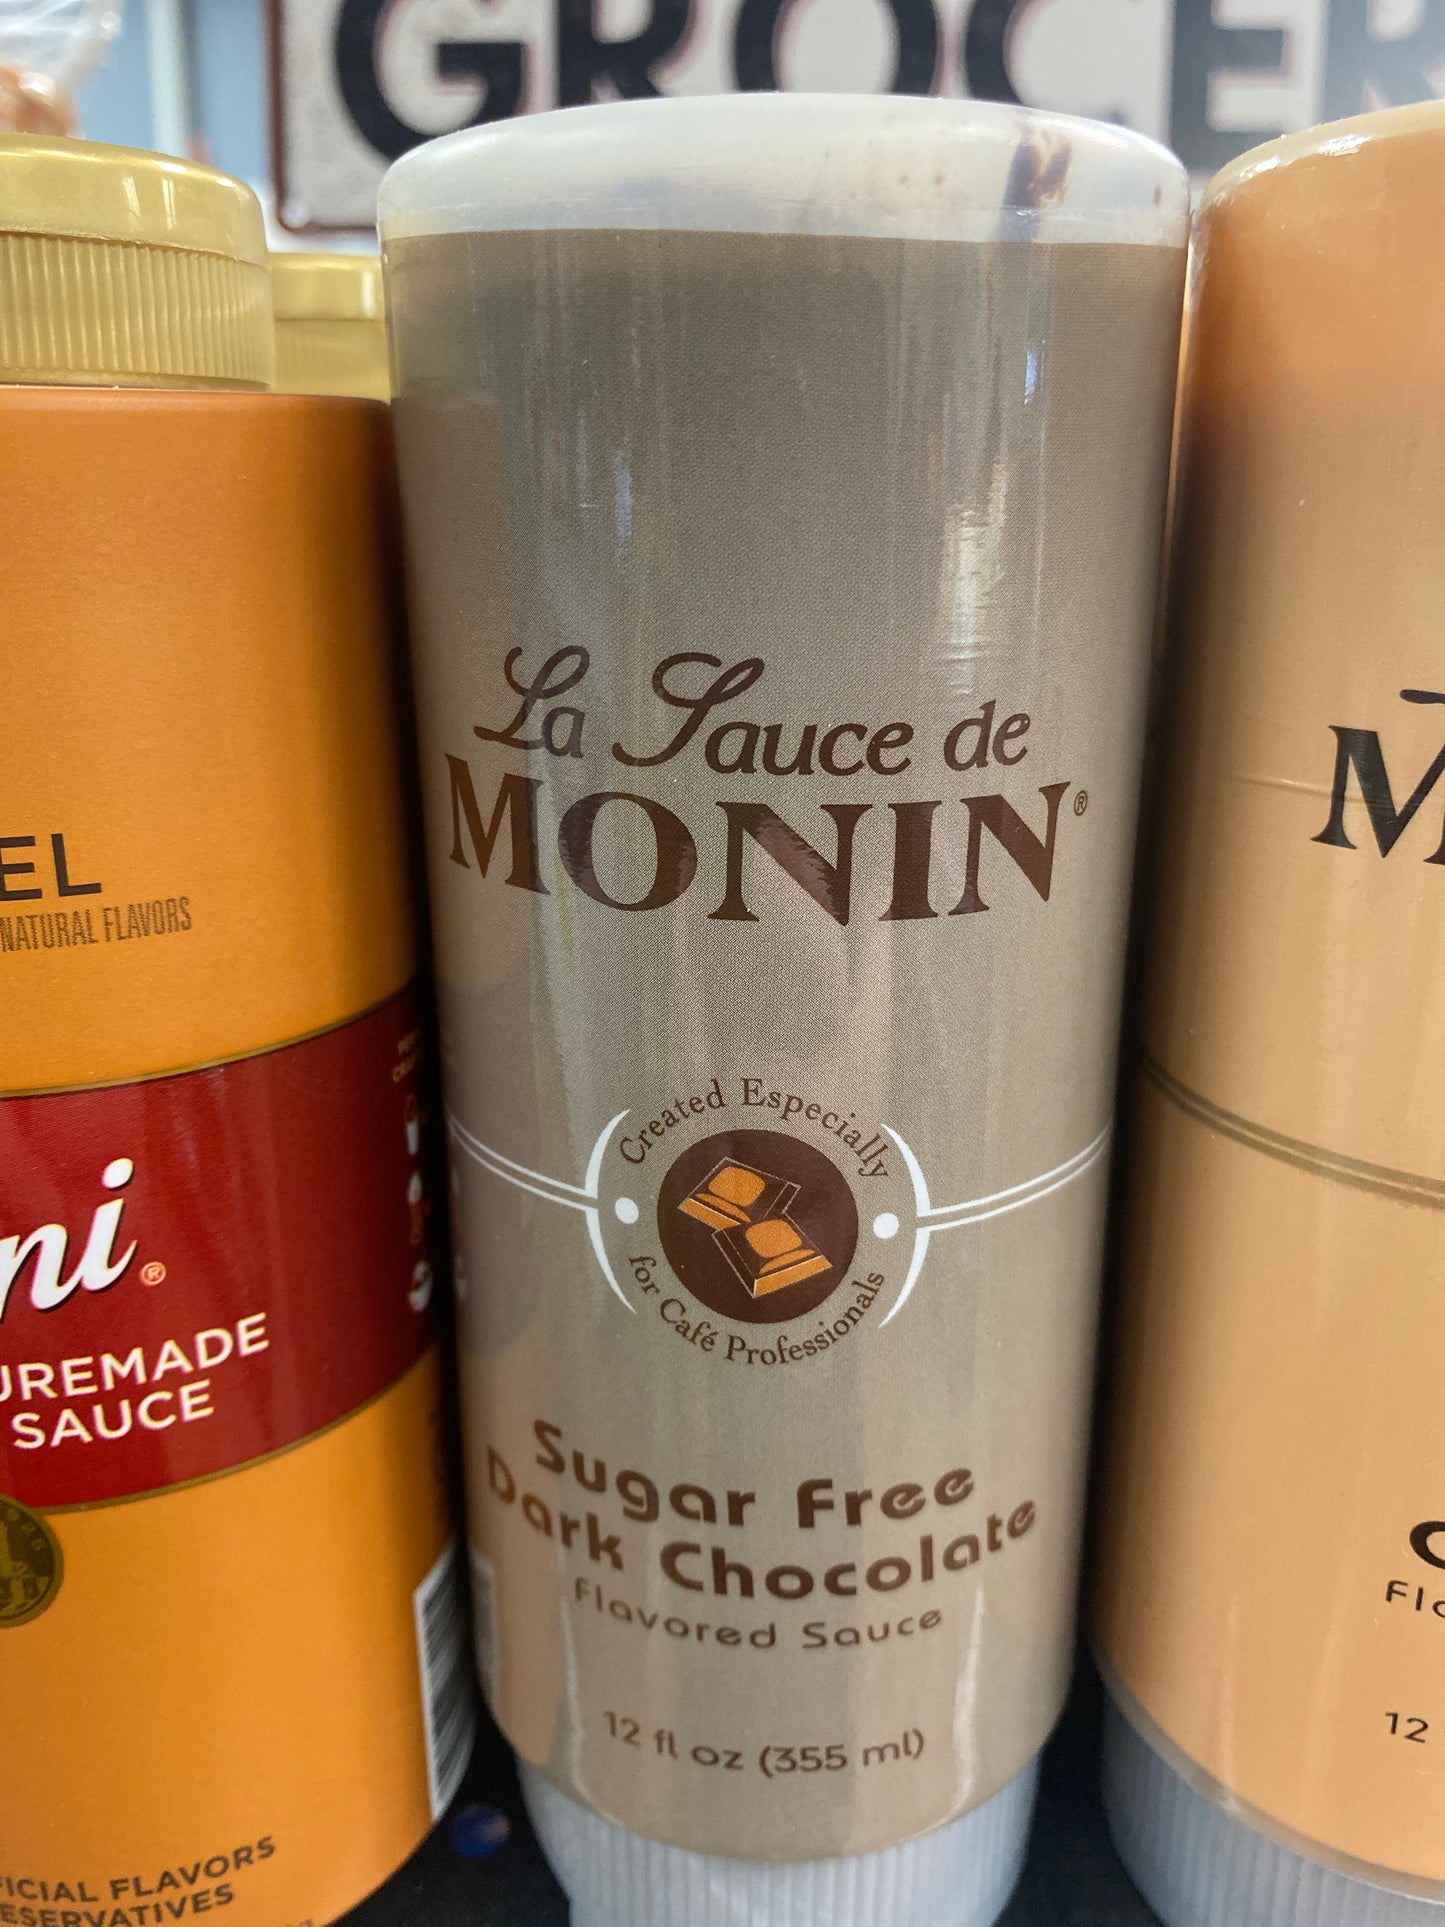 GROCER
La Sauce de
MONIN®
Created Especially
for Café Professionals
Sugar Free
Dark Chocolate
Flavored Sauce
12 fl oz (355 ml)
EL
NATURAL FLAVORS
ni®
UREMADE
SAUCE
ICIAL FLAVORS
ESERVATIVES
M
12